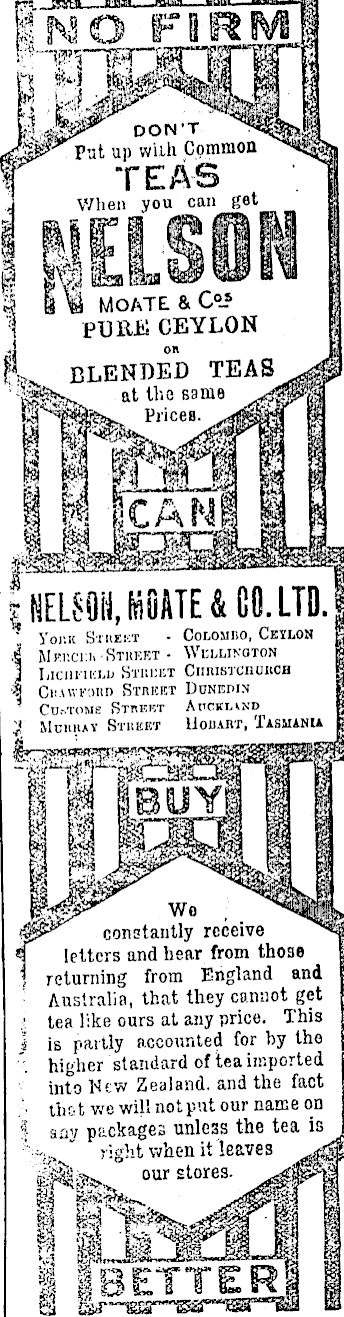 NO FIRM
DON'T
Put up with Common
TEAS
When you can get
NELSON
MOATE & Cos
PURE CEYLON
OR
BLENDED TEAS
at the same
Prices.
CAN
NELSON, MOATE & CO. LTD.
YORK STREET - COLOMBO, CEYLON
MERCER STREET - WELLINGTON
LICHFIELD STREET CHRISTCHURCH
CRAWFORD STREET DUNEDIN
CUSTOMS STREET AUCKLAND
MURRAY STREET HOBART, TASMANIA
BUY
We
constantly receive
letters and hear from those
returning from England and
Australia, that they cannot get
tea like ours at any price. This
is partly accounted for by the
higher standard of tea imported
into New Zealand. and the fact
that we will not put our name on
any packages unless the tea is
right when it leaves
our stores.
BETTER